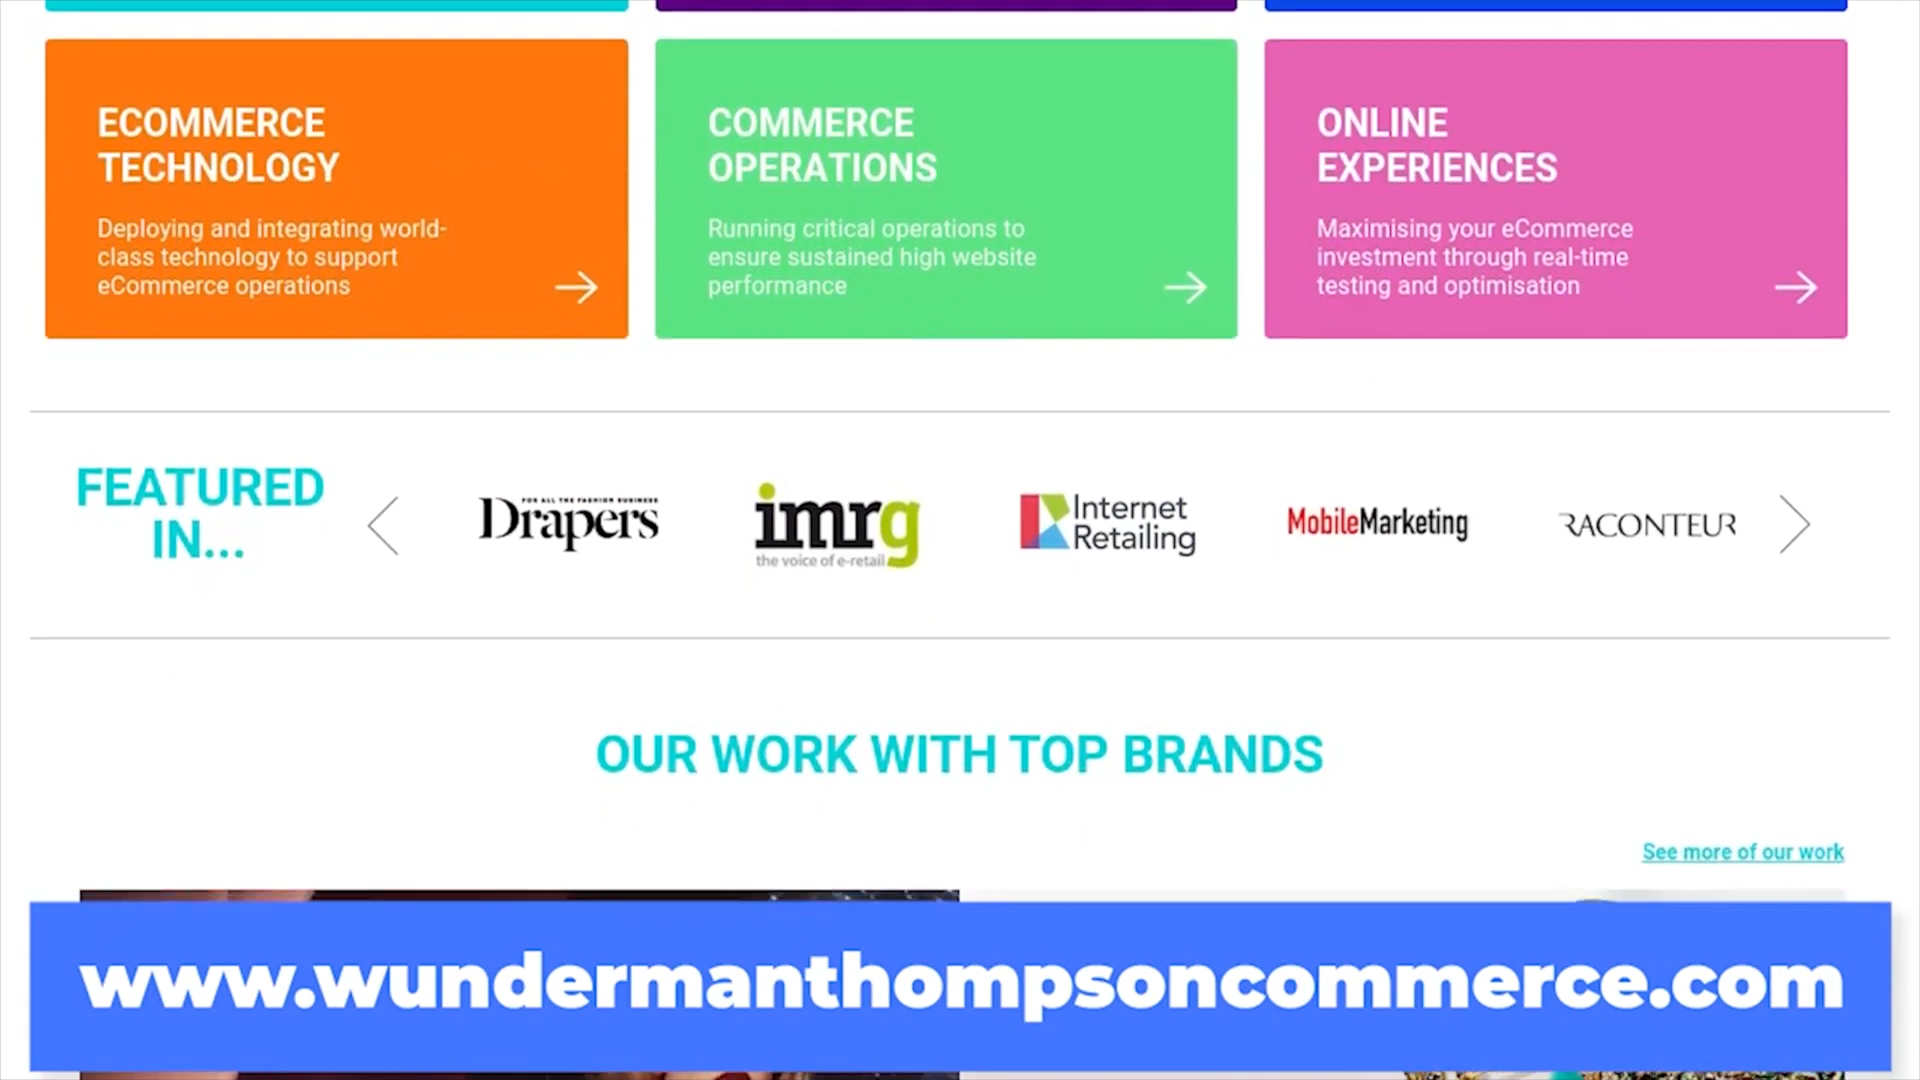 ECOMMERCE
TECHNOLOGY
Deploying and integrating world-
class technology to support
eCommerce operations
COMMERCE
OPERATIONS
Running critical operations to
ensure sustained high website
performance
ONLINE
EXPERIENCES
Maximising your eCommerce
investment through real-time
testing and optimisation
FEATURED
IN...
FOR ALL THE FASHION BUSINESS
Drapers
imrg
the voice of e-retail
Internet
Retailing
MobileMarketing
RACONTEUR
OUR WORK WITH TOP BRANDS
See more of our work
www.wundermanthompsoncommerce.com